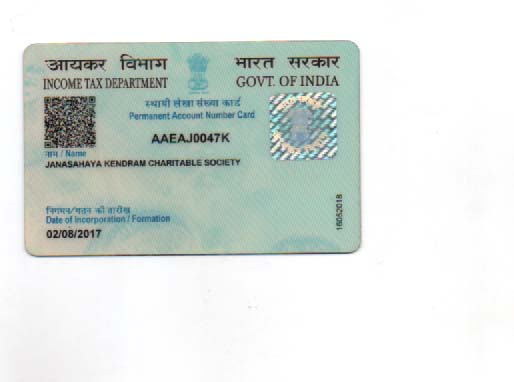 आयकर विभाग भारत सरकार
INCOME TAX DEPARTMENT GOVT. OF INDIA
स्थायी लेखा संख्या कार्ड
Permanent Account Number Card
AAEAJ0047K
नाम / Name
JANASAHAYA KENDRAM CHARITABLE SOCIETY
निगमन/गठन की तारीख
Date of Incorporation / Formation
02/08/2017
16052018